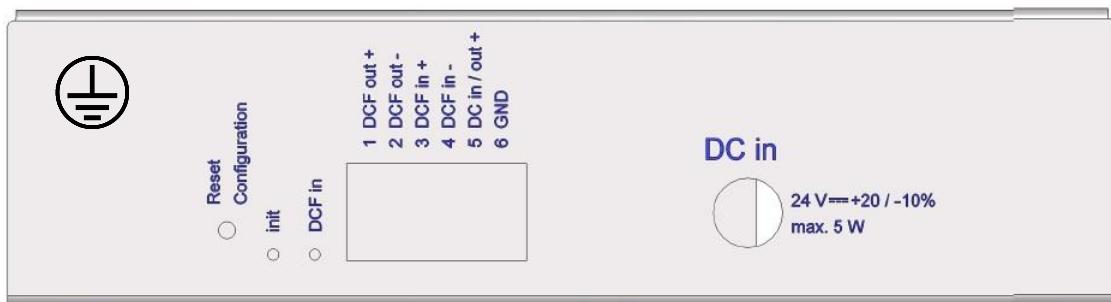 Reset
Configuration
init
DCF in
1 DCF out +
2 DCF out -
3 DCF in +
4 DCF in -
5 DC in / out +
6 GND
DC in
24 V⎓+20 / -10%
max. 5 W